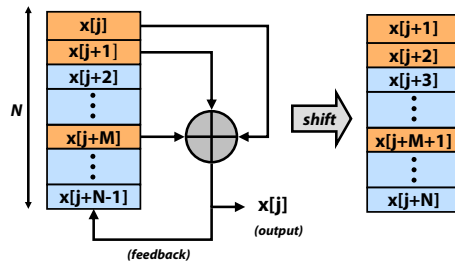 N
x[j]
x[j+1]
x[j+2]
x[j+M]
x[j+N-1]
x[j]
(output)
(feedback)
shift
x[j+1]
x[j+2]
x[j+3]
x[j+M+1]
x[j+N]